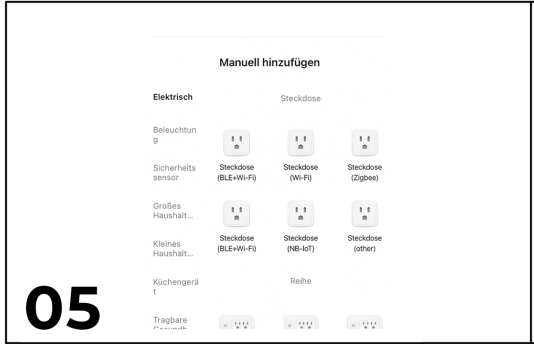 Manuell hinzufügen
Elektrisch
Steckdose
Beleuchtun
g
Sicherheits
sensor
Steckdose
(BLE+Wi-Fi)
Steckdose
(Wi-Fi)
Steckdose
(Zigbee)
Großes
Haushalt...
Kleines
Haushalt...
Steckdose
(BLE+Wi-Fi)
Steckdose
(NB-IoT)
Steckdose
(other)
Küchengerä
t
Reihe
Tragbare
05